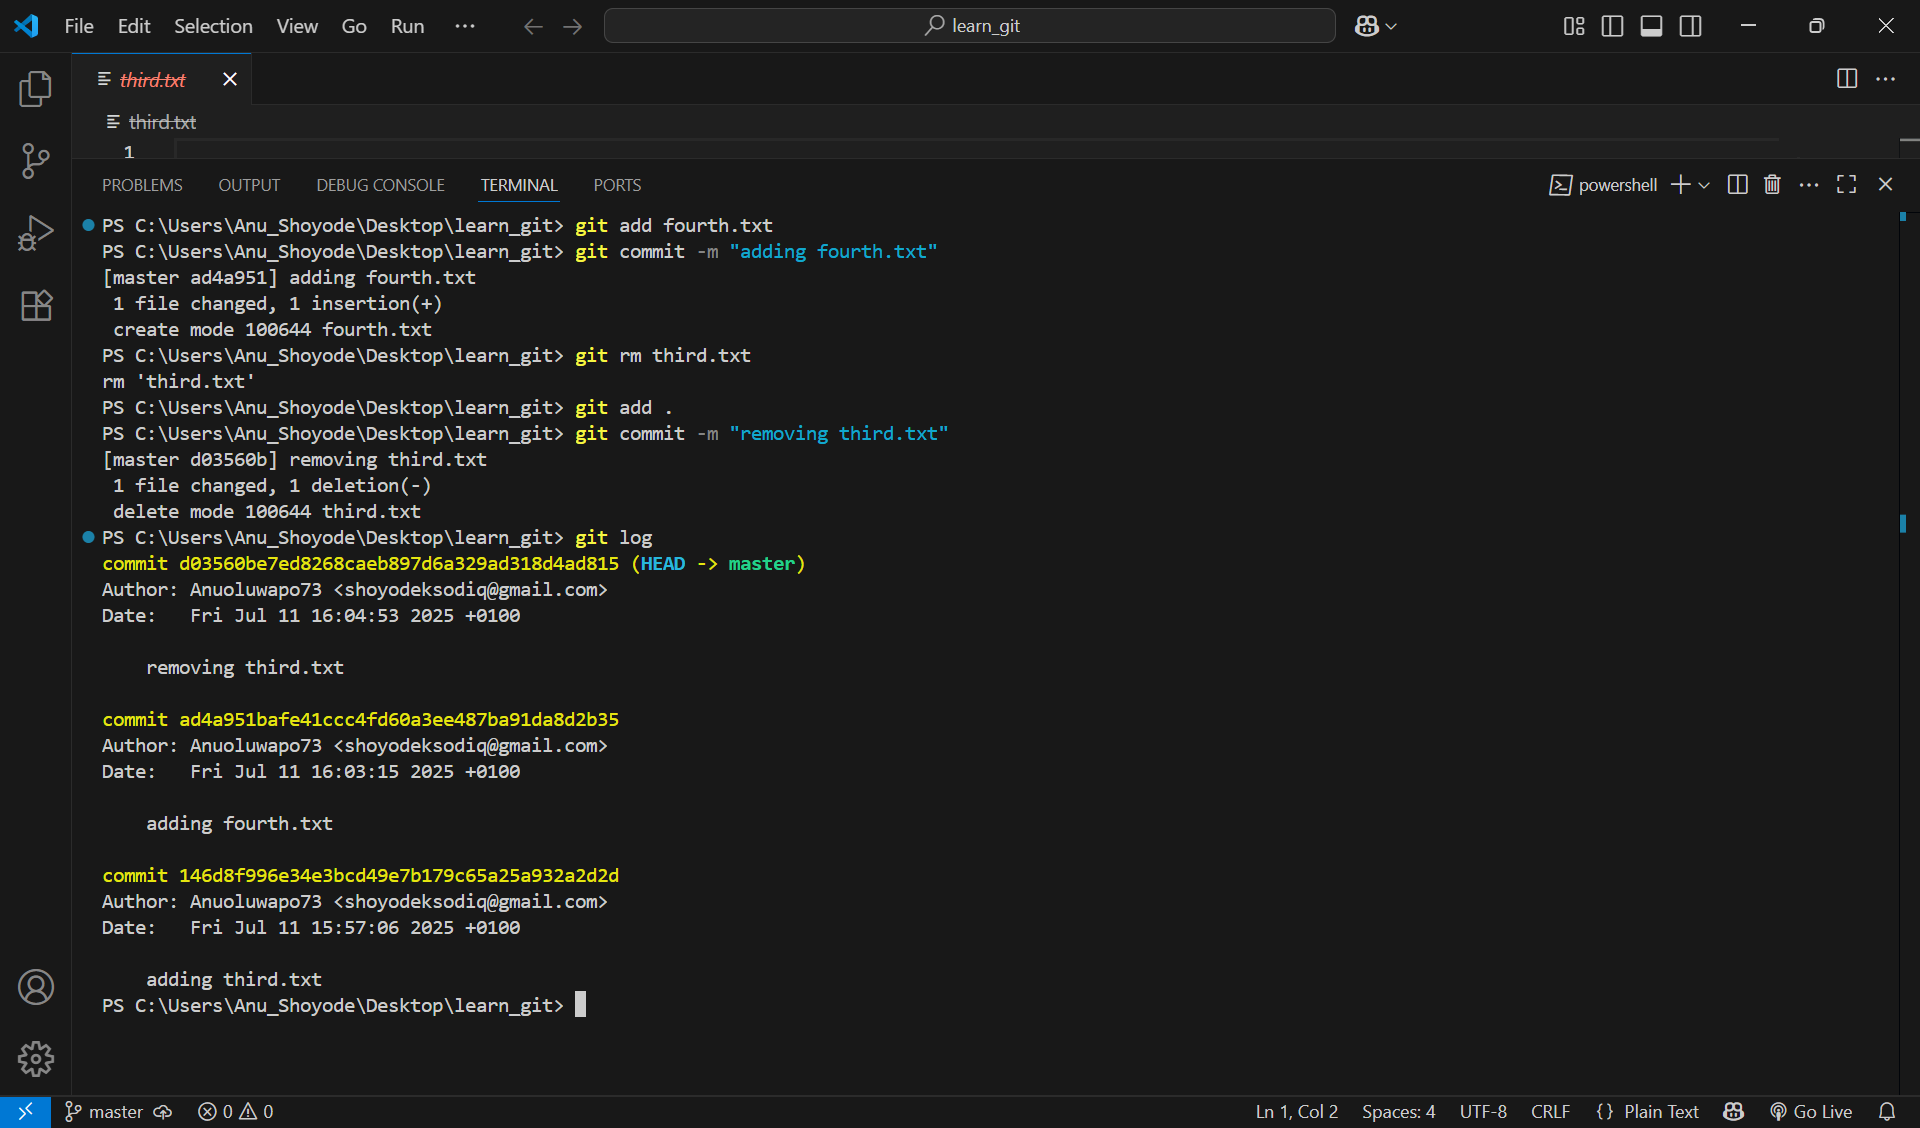 File Edit Selection View Go Run ··· learn_git
third.txt
third.txt
1
PROBLEMS OUTPUT DEBUG CONSOLE TERMINAL PORTS powershell
PS C:\Users\Anu_Shoyode\Desktop\learn_git> git add fourth.txt
PS C:\Users\Anu_Shoyode\Desktop\learn_git> git commit -m "adding fourth.txt"
[master ad4a951] adding fourth.txt
 1 file changed, 1 insertion(+)
 create mode 100644 fourth.txt
PS C:\Users\Anu_Shoyode\Desktop\learn_git> git rm third.txt
rm 'third.txt'
PS C:\Users\Anu_Shoyode\Desktop\learn_git> git add .
PS C:\Users\Anu_Shoyode\Desktop\learn_git> git commit -m "removing third.txt"
[master d03560b] removing third.txt
 1 file changed, 1 deletion(-)
 delete mode 100644 third.txt
PS C:\Users\Anu_Shoyode\Desktop\learn_git> git log
commit d03560be7ed8268caeb897d6a329ad318d4ad815 (HEAD -> master)
Author: Anuoluwapo73 <shoyodeksodiq@gmail.com>
Date:   Fri Jul 11 16:04:53 2025 +0100
    removing third.txt
commit ad4a951bafe41ccc4fd60a3ee487ba91da8d2b35
Author: Anuoluwapo73 <shoyodeksodiq@gmail.com>
Date:   Fri Jul 11 16:03:15 2025 +0100
    adding fourth.txt
commit 146d8f996e34e3bcd49e7b179c65a25a932a2d2d
Author: Anuoluwapo73 <shoyodeksodiq@gmail.com>
Date:   Fri Jul 11 15:57:06 2025 +0100
    adding third.txt
PS C:\Users\Anu_Shoyode\Desktop\learn_git>
master 0 0 Ln 1, Col 2 Spaces: 4 UTF-8 CRLF {} Plain Text Go Live